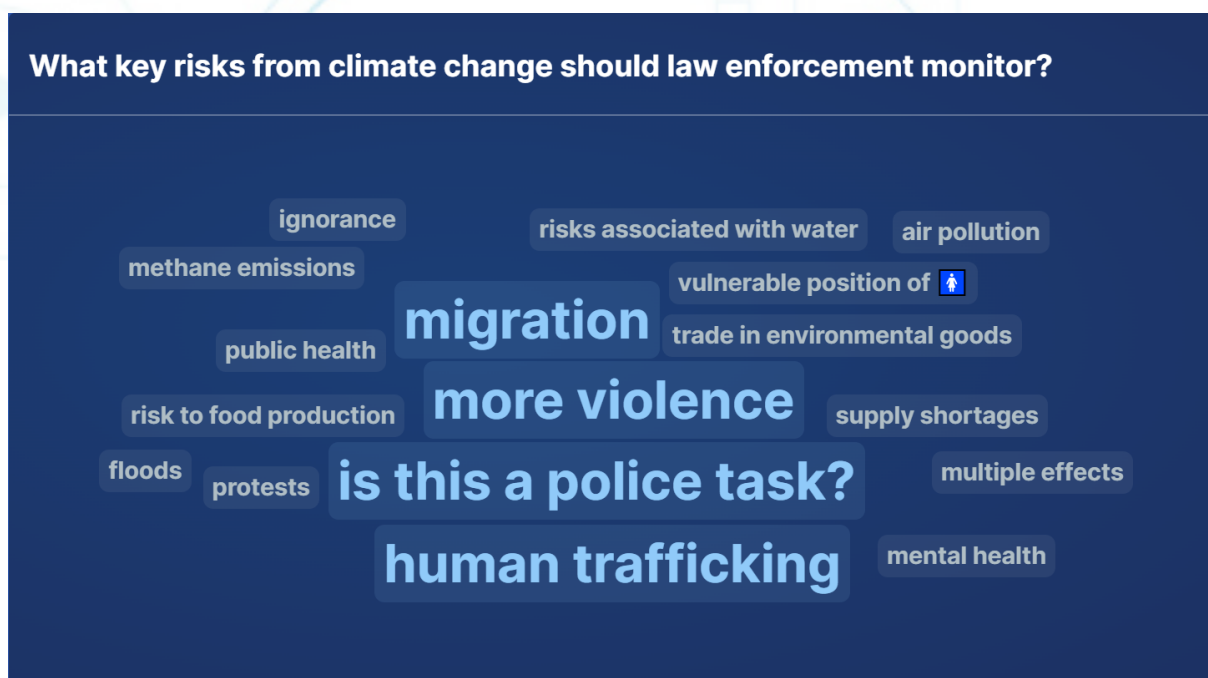 What key risks from climate change should law enforcement monitor?
ignorance
risks associated with water
air pollution
methane emissions
vulnerable position of 🚺
migration
trade in environmental goods
public health
more violence
risk to food production
supply shortages
floods
protests
is this a police task?
multiple effects
human trafficking
mental health